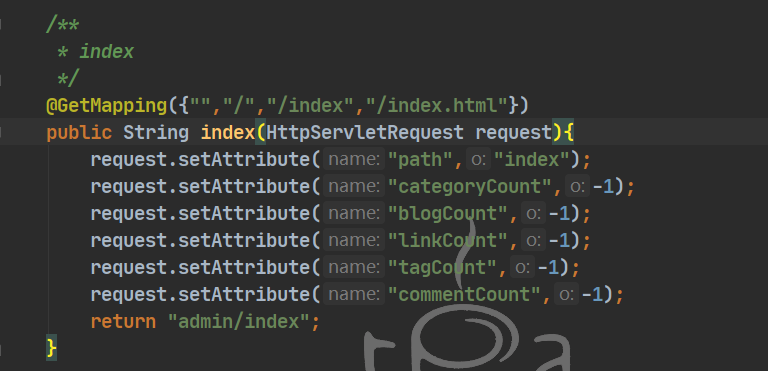 /**
* index
*/
@GetMapping({"","/","/index","/index.html"})
public String index(HttpServletRequest request){
request.setAttribute( name: "path", o: "index");
request.setAttribute( name: "categoryCount", o: -1);
request.setAttribute( name: "blogCount", o: -1);
request.setAttribute( name: "linkCount", o: -1);
request.setAttribute( name: "tagCount", o: -1);
request.setAttribute( name: "commentCount", o: -1);
return "admin/index";
}